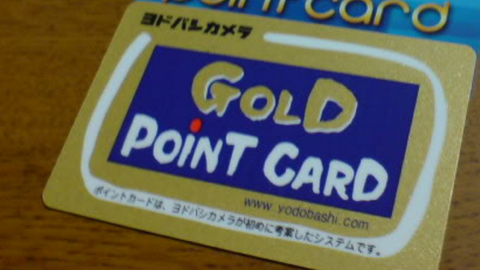 point card
ヨドバシカメラ
GOLD
POINT CARD
www.yodobashi.com
ポイントカードは、ヨドバシカメラが初めに考案したシステムです。